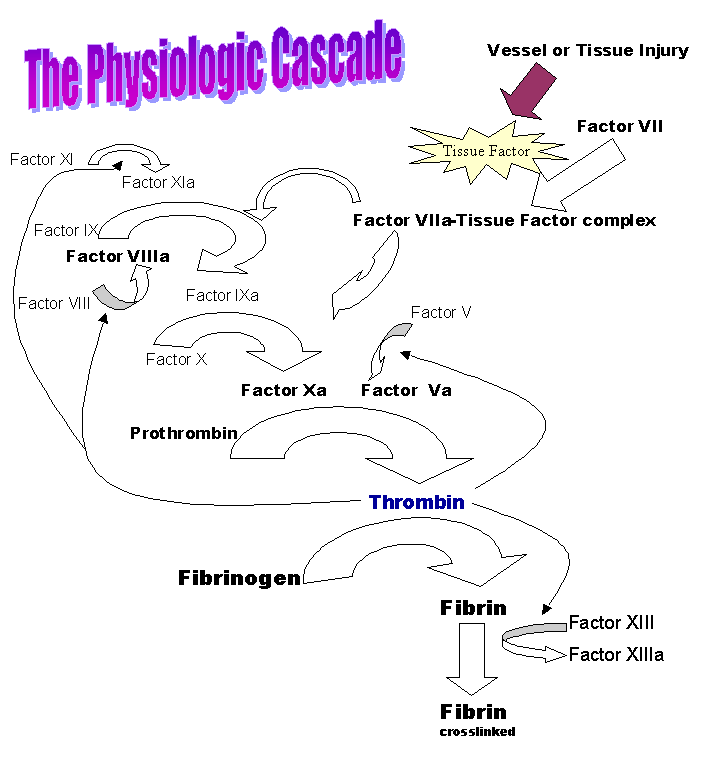 The Physiologic Cascade
Vessel or Tissue Injury
Factor VII
Tissue Factor
Factor XI
Factor XIa
Factor VIIa-Tissue Factor complex
Factor IX
Factor VIIIa
Factor IXa
Factor VIII
Factor V
Factor X
Factor Xa
Factor Va
Prothrombin
Thrombin
Fibrinogen
Fibrin
Factor XIII
Factor XIIIa
Fibrin
crosslinked